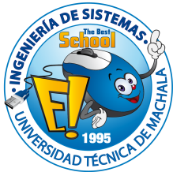 INGENIERÍA DE SISTEMAS
The Best
School
E!
1995
UNIVERSIDAD TÉCNICA DE MACHALA